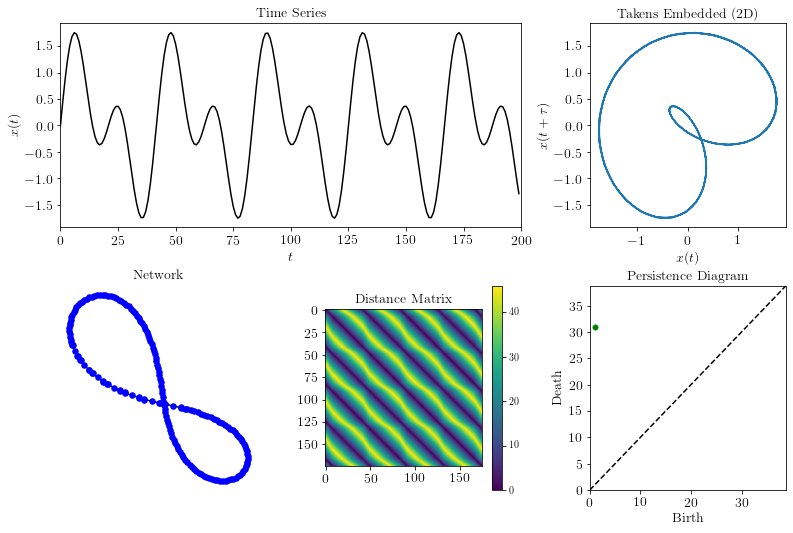 Time Series
x(t)
1.5
1.0
0.5
0.0
−0.5
−1.0
−1.5
0 25 50 75 100 125 150 175 200
t
Takens Embedded (2D)
x(t + τ)
1.5
1.0
0.5
0.0
−0.5
−1.0
−1.5
−1 0 1
x(t)
Network
Distance Matrix
0
25
50
75
100
125
150
0 50 100 150
40
30
20
10
0
Persistence Diagram
Death
35
30
25
20
15
10
5
0
0 10 20 30
Birth